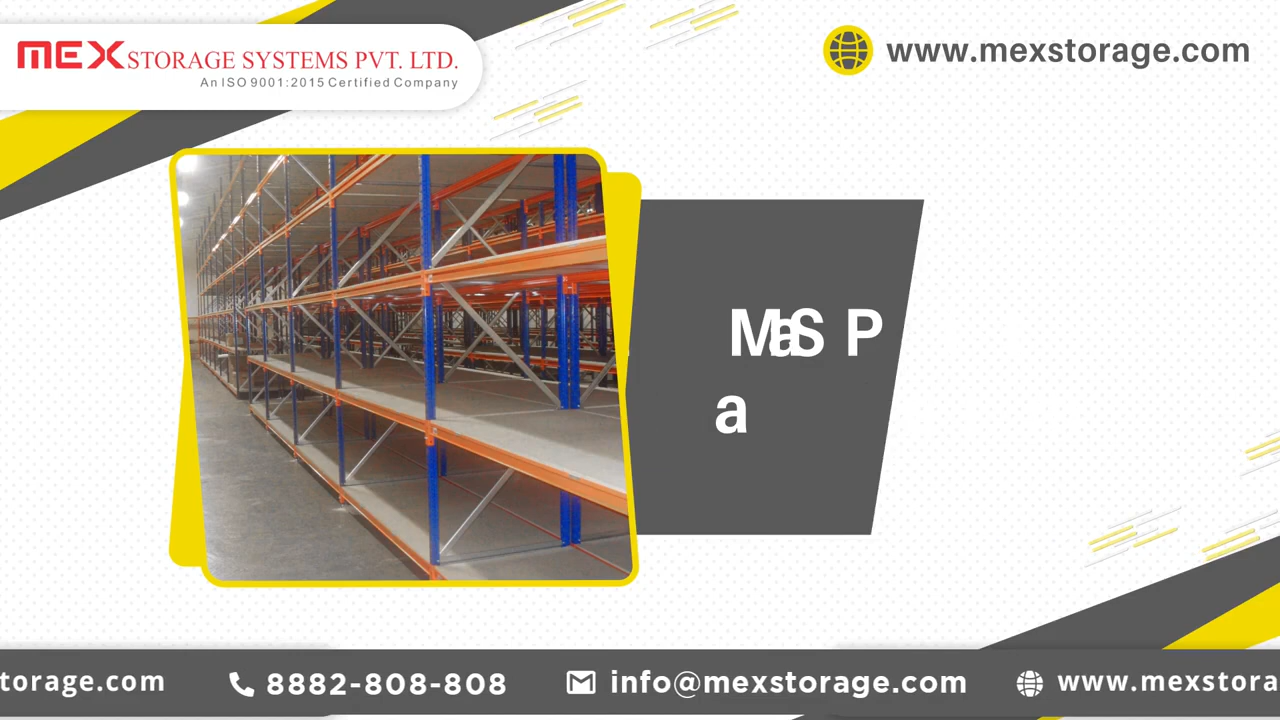 MEX STORAGE SYSTEMS PVT. LTD.
An ISO 9001:2015 Certified Company
www.mexstorage.com
a
torage.com
8882-808-808
info@mexstorage.com
www.mexstora